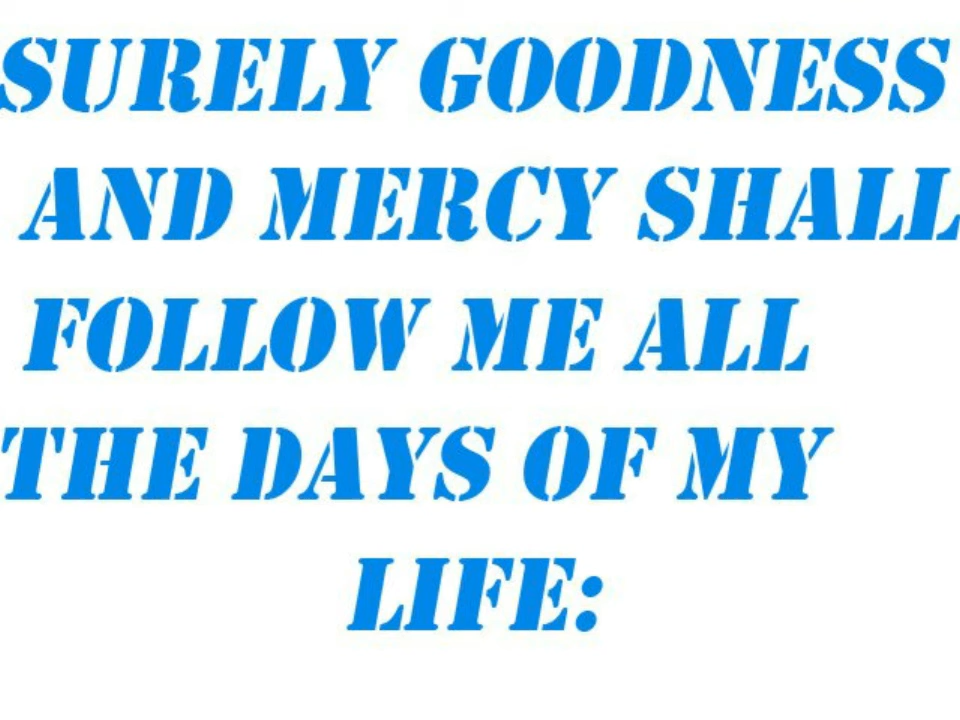 SURELY GOODNESS
AND MERCY SHALL
FOLLOW ME ALL
THE DAYS OF MY
LIFE: